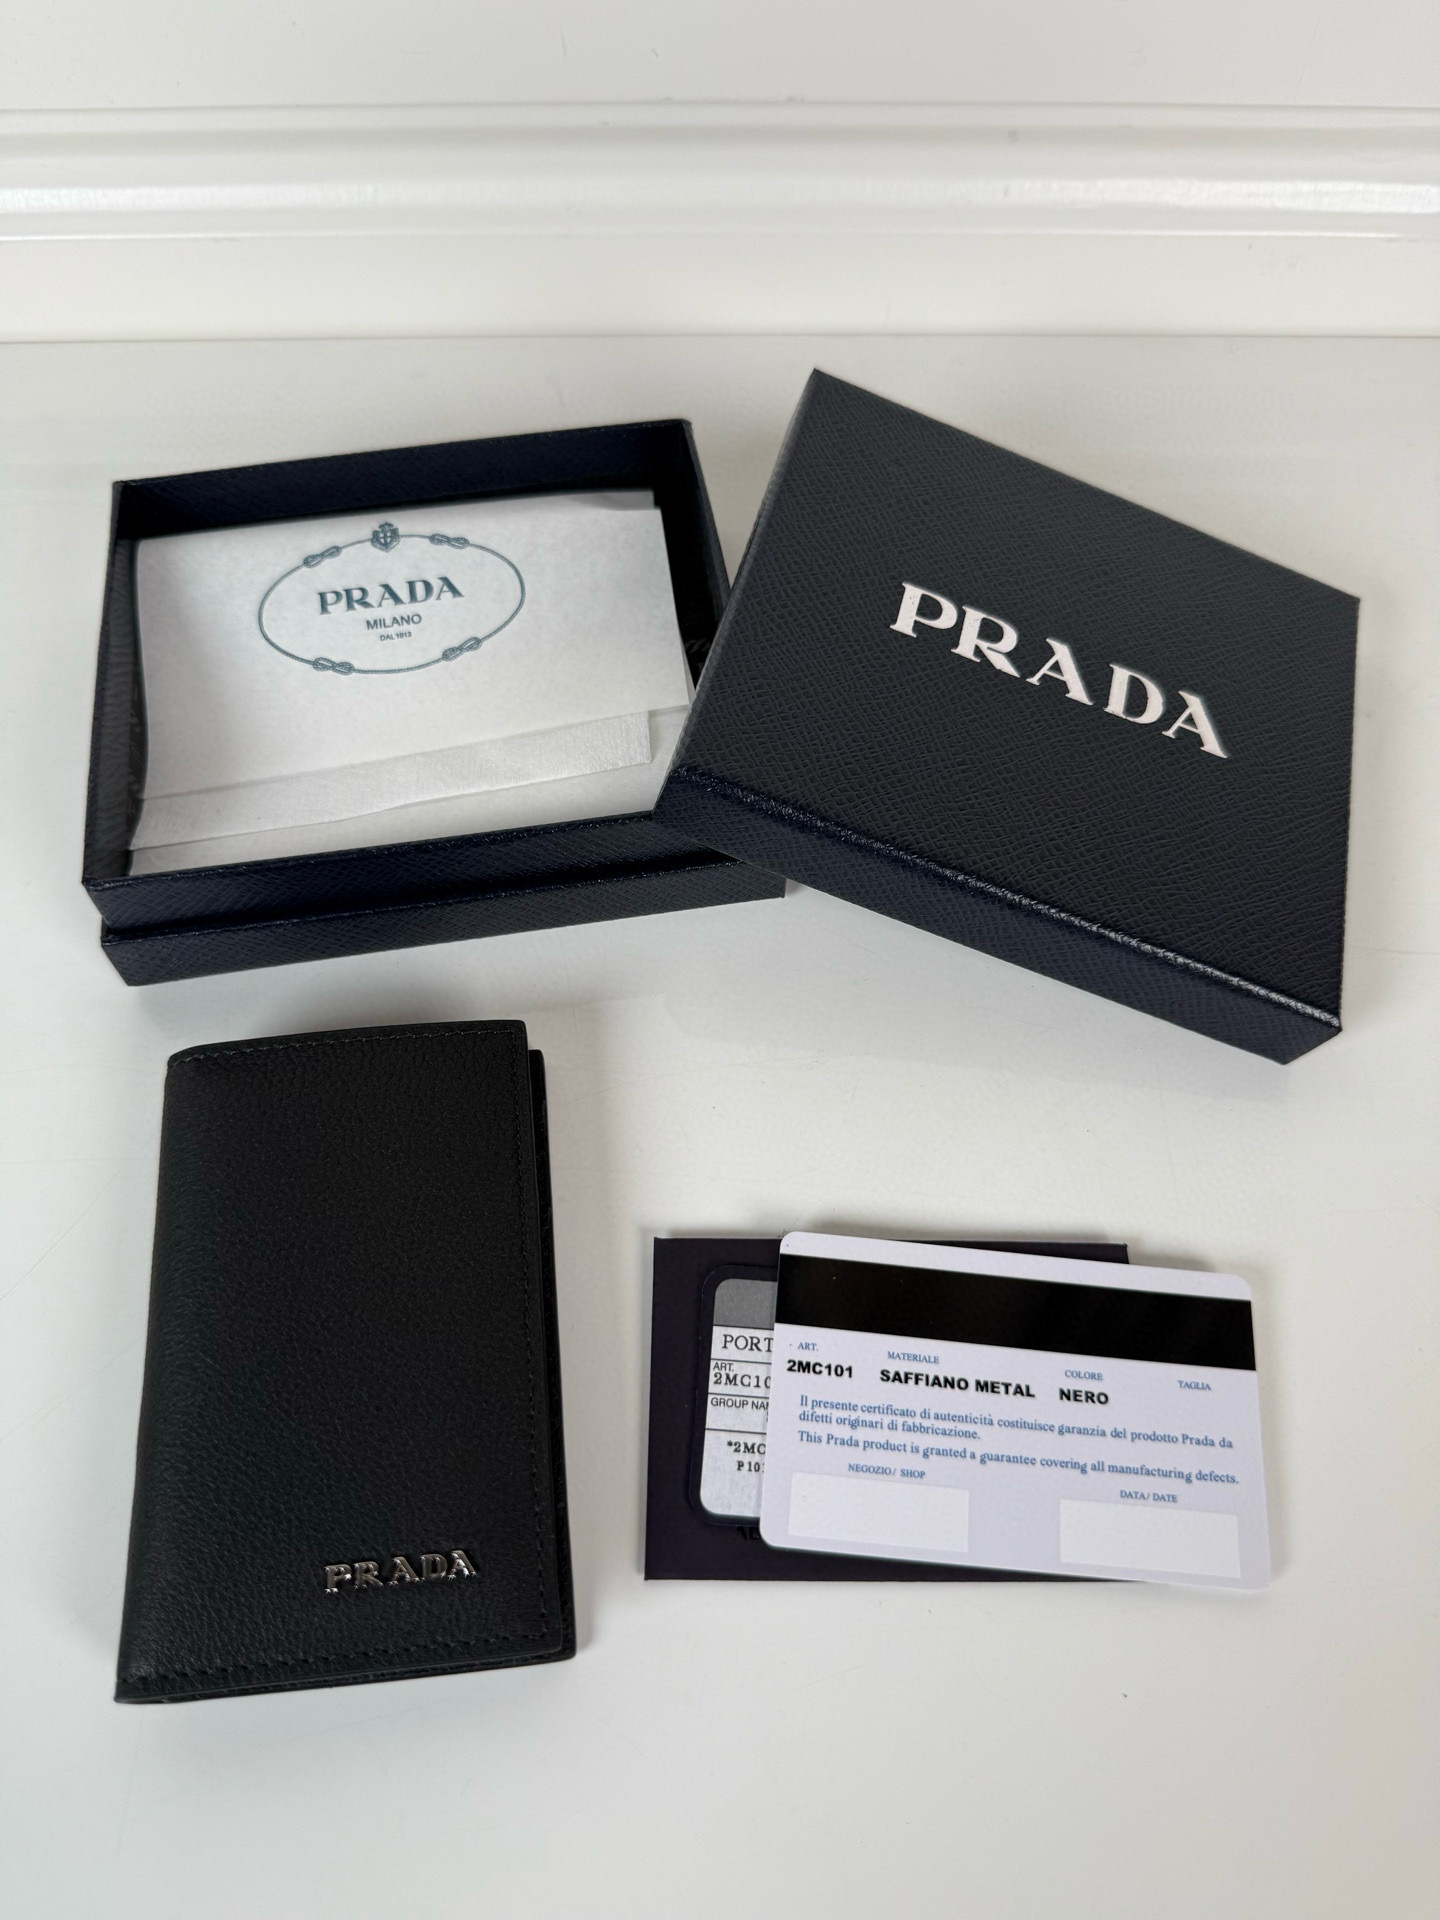 PRADA
MILANO
DAL 1913
PRADA
PRADA
PORT
ART.
2MC10
GROUP NA
*2MC
P10
ART.
MATERIALE
COLORE
TAGLIA
2MC101
SAFFIANO METAL
NERO
Il presente certificato di autenticità costituisce garanzia del prodotto Prada da
difetti originari di fabbricazione.
This Prada product is granted a guarantee covering all manufacturing defects.
NEGOZIO/ SHOP
DATA/ DATE